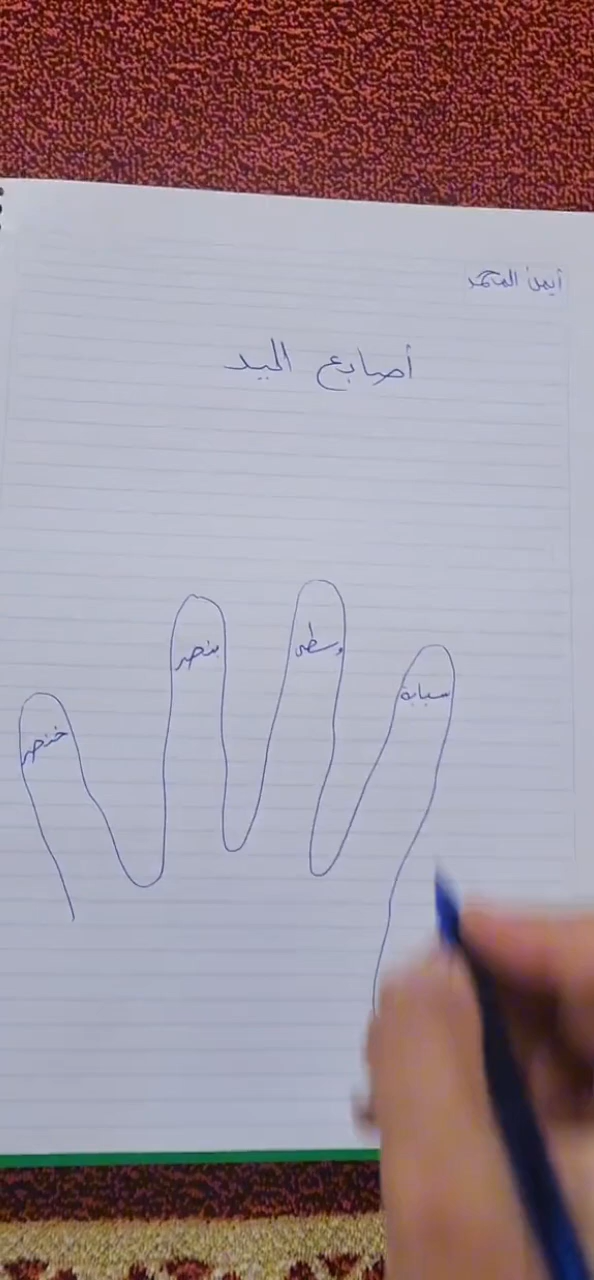 أيمن المحمد
أصابع اليد
وسطى
بنصر
سبابة
خنصر